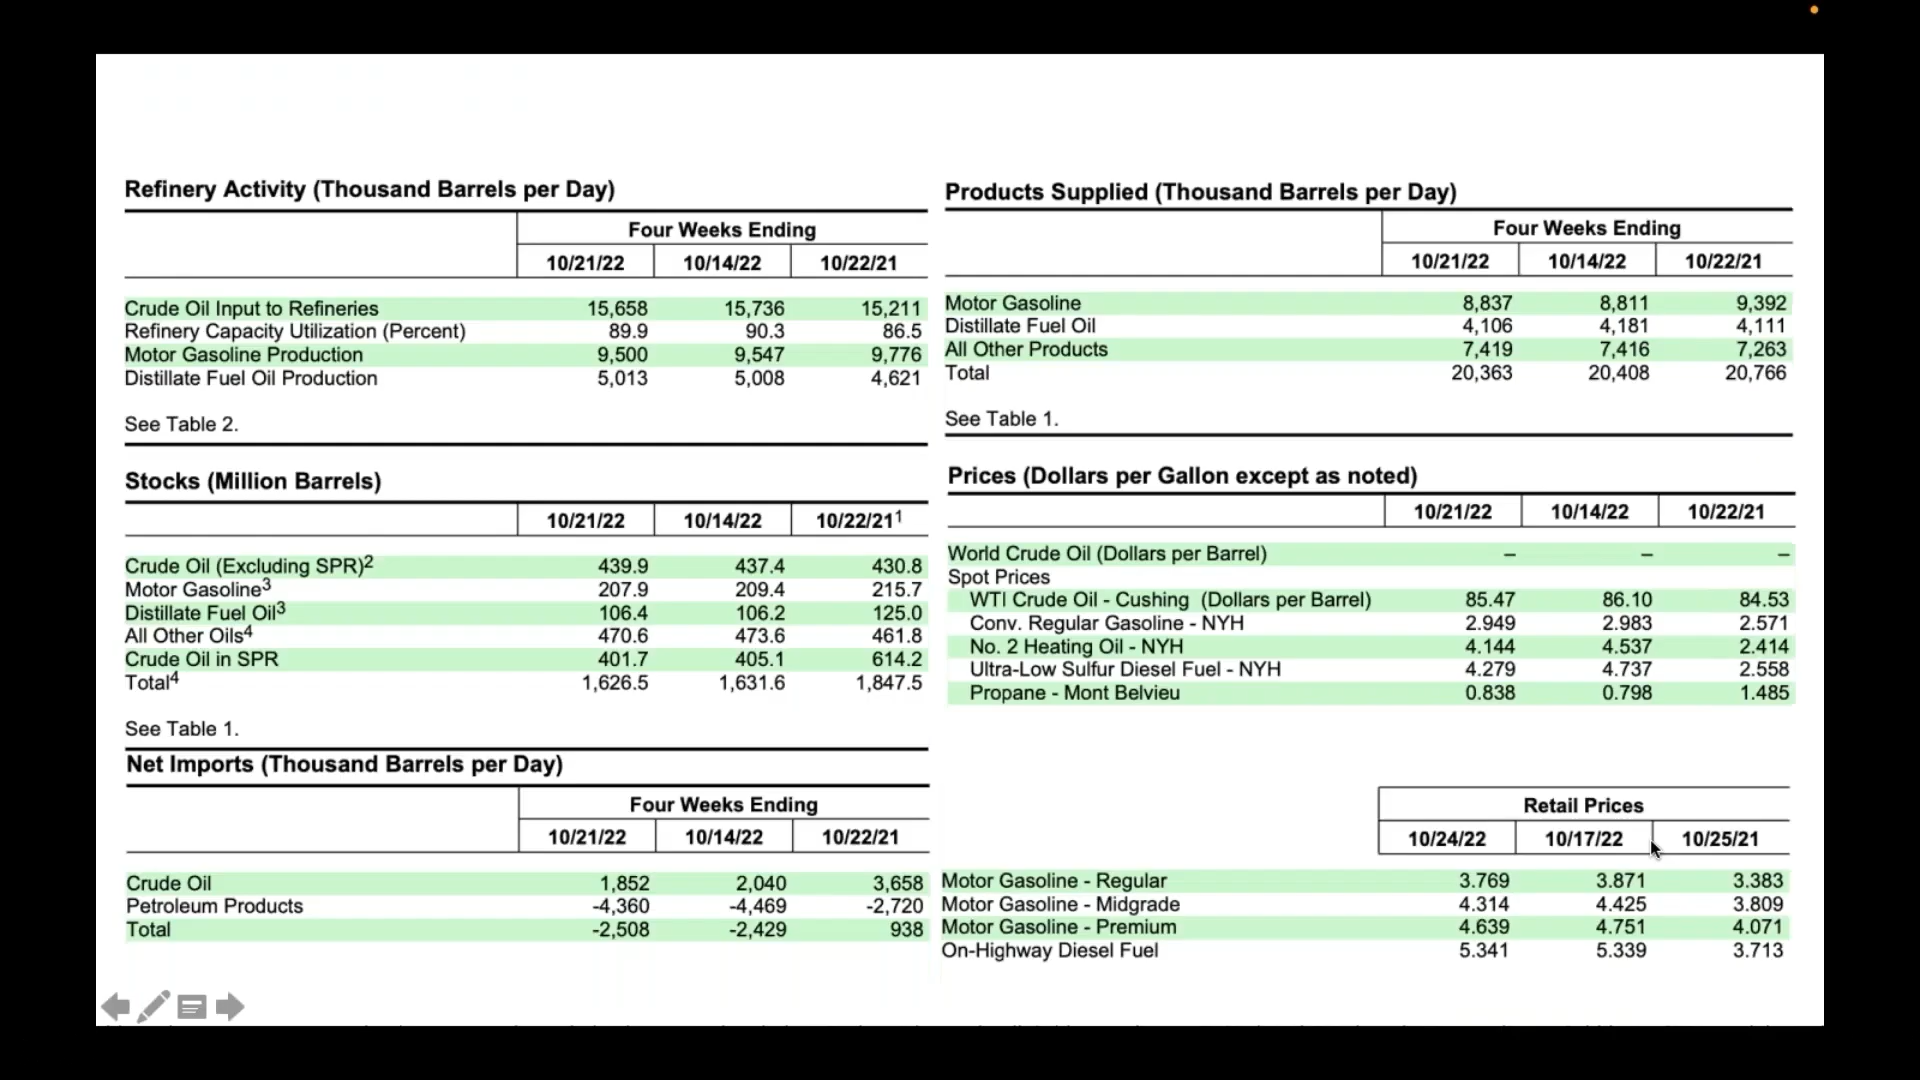 Refinery Activity (Thousand Barrels per Day)
Four Weeks Ending
10/21/22 10/14/22 10/22/21
Crude Oil Input to Refineries 15,658 15,736 15,211
Refinery Capacity Utilization (Percent) 89.9 90.3 86.5
Motor Gasoline Production 9,500 9,547 9,776
Distillate Fuel Oil Production 5,013 5,008 4,621
See Table 2.
Stocks (Million Barrels)
10/21/22 10/14/22 10/22/21¹
Crude Oil (Excluding SPR)² 439.9 437.4 430.8
Motor Gasoline³ 207.9 209.4 215.7
Distillate Fuel Oil³ 106.4 106.2 125.0
All Other Oils⁴ 470.6 473.6 461.8
Crude Oil in SPR 401.7 405.1 614.2
Total⁴ 1,626.5 1,631.6 1,847.5
See Table 1.
Net Imports (Thousand Barrels per Day)
Four Weeks Ending
10/21/22 10/14/22 10/22/21
Crude Oil 1,852 2,040 3,658
Petroleum Products -4,360 -4,469 -2,720
Total -2,508 -2,429 938
Products Supplied (Thousand Barrels per Day)
Four Weeks Ending
10/21/22 10/14/22 10/22/21
Motor Gasoline 8,837 8,811 9,392
Distillate Fuel Oil 4,106 4,181 4,111
All Other Products 7,419 7,416 7,263
Total 20,363 20,408 20,766
See Table 1.
Prices (Dollars per Gallon except as noted)
10/21/22 10/14/22 10/22/21
World Crude Oil (Dollars per Barrel) – – –
Spot Prices
WTI Crude Oil - Cushing (Dollars per Barrel) 85.47 86.10 84.53
Conv. Regular Gasoline - NYH 2.949 2.983 2.571
No. 2 Heating Oil - NYH 4.144 4.537 2.414
Ultra-Low Sulfur Diesel Fuel - NYH 4.279 4.737 2.558
Propane - Mont Belvieu 0.838 0.798 1.485
Retail Prices
10/24/22 10/17/22 10/25/21
Motor Gasoline - Regular 3.769 3.871 3.383
Motor Gasoline - Midgrade 4.314 4.425 3.809
Motor Gasoline - Premium 4.639 4.751 4.071
On-Highway Diesel Fuel 5.341 5.339 3.713